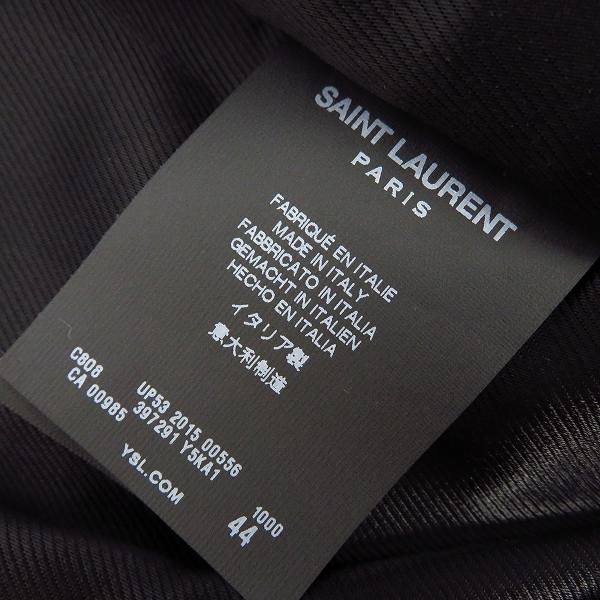 SAINT LAURENT
PARIS
FABRIQUÉ EN ITALIE
MADE IN ITALY
FABBRICATO IN ITALIA
GEMACHT IN ITALIEN
HECHO EN ITALIA
イタリア製
意大利制造
C808 UP53 2015 00556
CA 00985 397291 Y5KA1 1000
YSL.COM 44